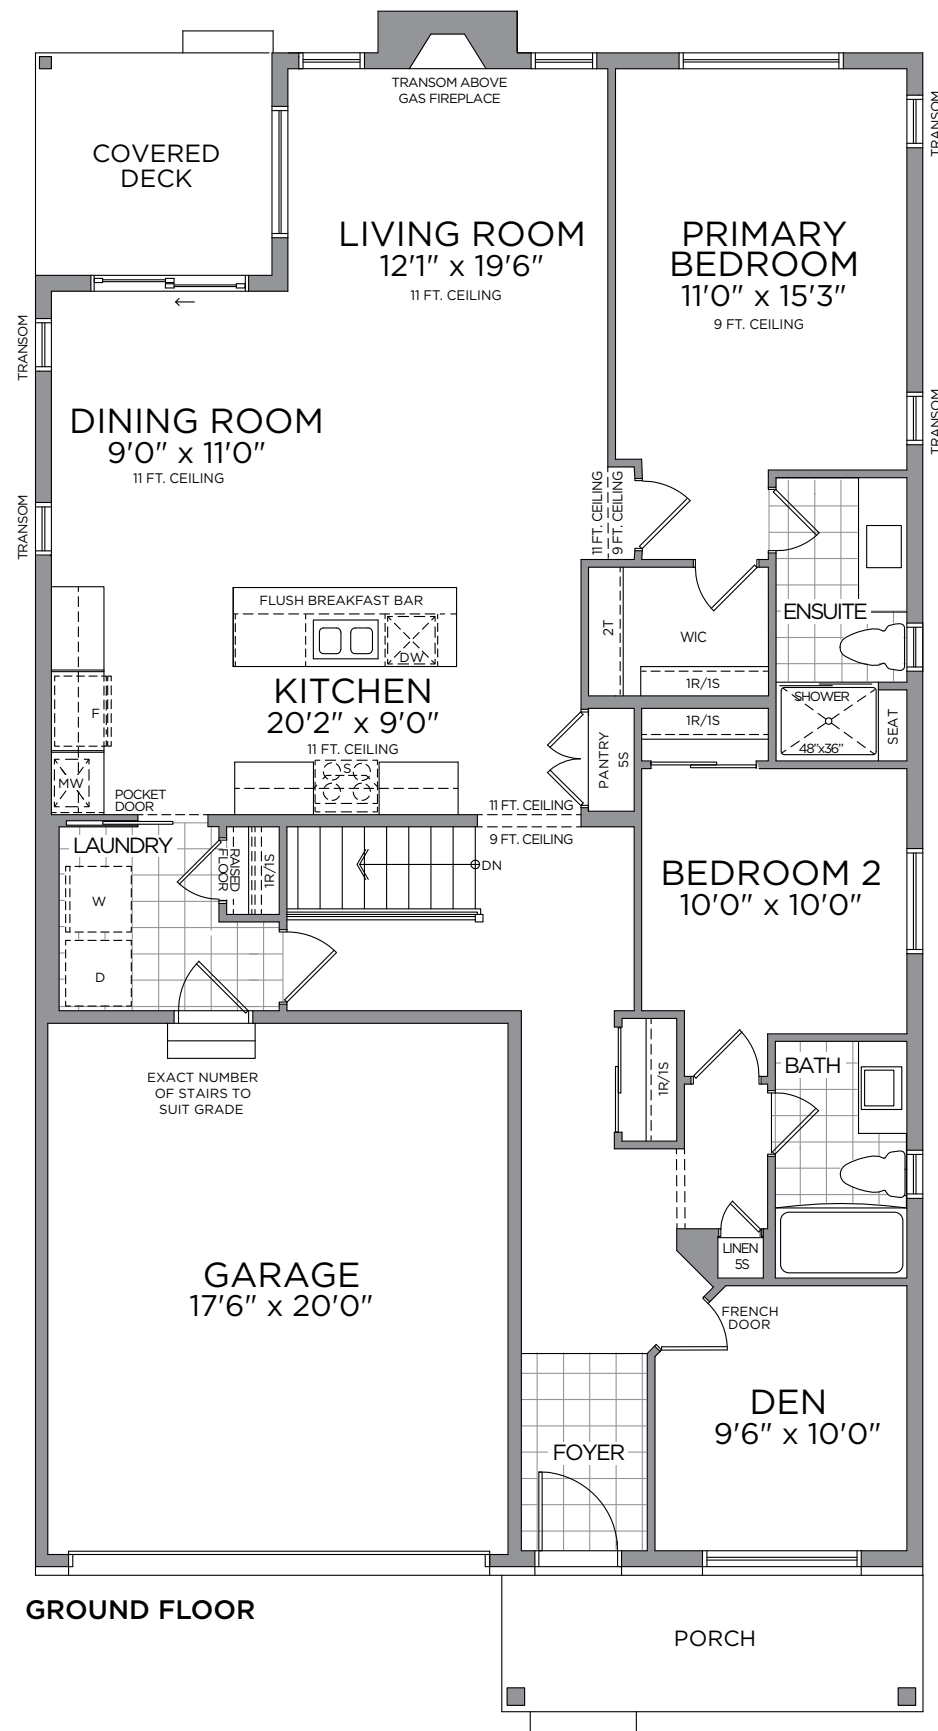 TRANSOM ABOVE
GAS FIREPLACE
COVERED
DECK
TRANSOM
LIVING ROOM
12'1" x 19'6"
11 FT. CEILING
PRIMARY
BEDROOM
11'0" x 15'3"
9 FT. CEILING
TRANSOM
TRANSOM
DINING ROOM
9'0" x 11'0"
11 FT. CEILING
TRANSOM
11 FT. CEILING
9 FT. CEILING
FLUSH BREAKFAST BAR
DW
ENSUITE
2T
WIC
1R/1S
F
KITCHEN
20'2" x 9'0"
11 FT. CEILING
SHOWER
48"x36"
SEAT
1R/1S
PANTRY
5S
MW
S
POCKET
DOOR
11 FT. CEILING
9 FT. CEILING
LAUNDRY
RAISED
FLOOR
1R/1S
DN
W
D
BEDROOM 2
10'0" x 10'0"
EXACT NUMBER
OF STAIRS TO
SUIT GRADE
1R/1S
BATH
LINEN
5S
GARAGE
17'6" x 20'0"
FRENCH
DOOR
DEN
9'6" x 10'0"
FOYER
GROUND FLOOR
PORCH